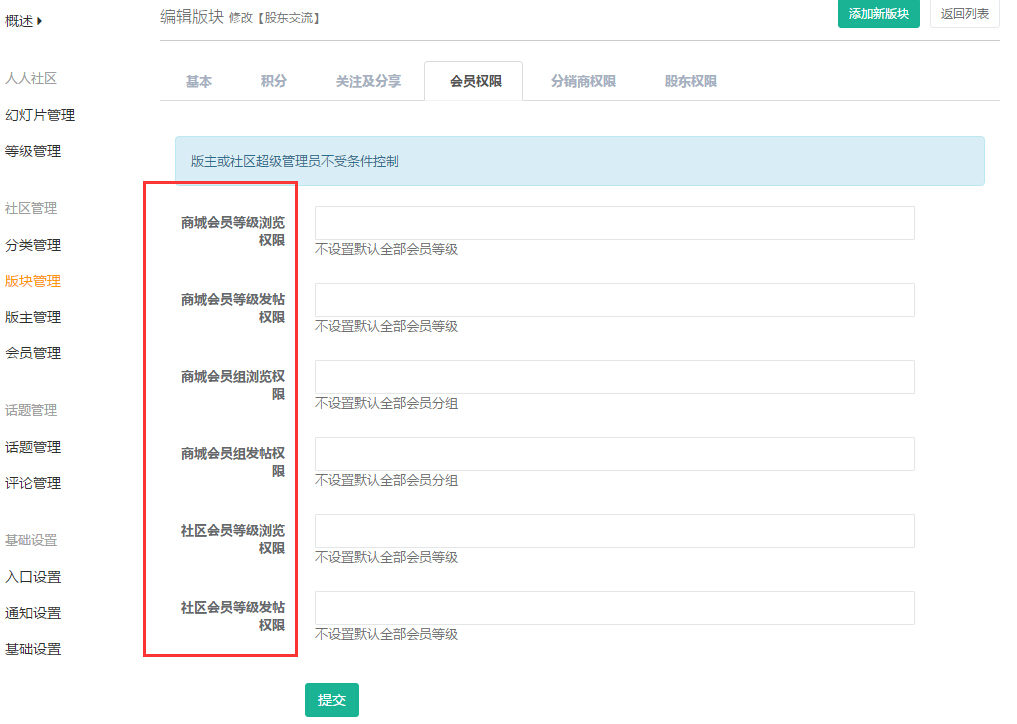 概述
人人社区
幻灯片管理
等级管理
社区管理
分类管理
版块管理
版主管理
会员管理
话题管理
话题管理
评论管理
基础设置
入口设置
通知设置
基础设置
编辑版块 修改【股东交流】
添加新版块 返回列表
基本 积分 关注及分享 会员权限 分销商权限 股东权限
版主或社区超级管理员不受条件控制
商城会员等级浏览
权限
不设置默认全部会员等级
商城会员等级发帖
权限
不设置默认全部会员等级
商城会员组浏览权
限
不设置默认全部会员分组
商城会员组发帖权
限
不设置默认全部会员分组
社区会员等级浏览
权限
不设置默认全部会员等级
社区会员等级发帖
权限
不设置默认全部会员等级
提交